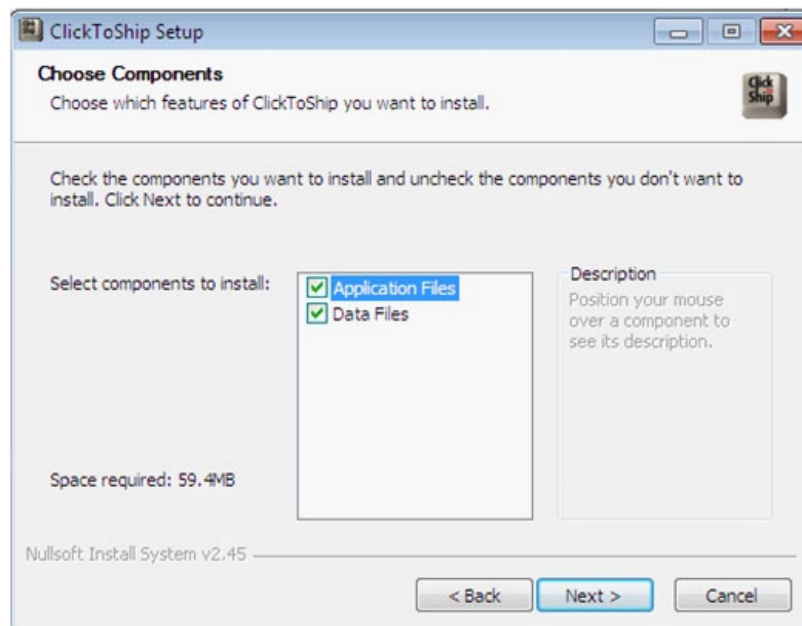 ClickToShip Setup
Choose Components
Choose which features of ClickToShip you want to install.
Click
Ship
Check the components you want to install and uncheck the components you don't want to
install. Click Next to continue.
Select components to install:
Application Files
Data Files
Description
Position your mouse
over a component to
see its description.
Space required: 59.4MB
Nullsoft Install System v2.45
< Back
Next >
Cancel